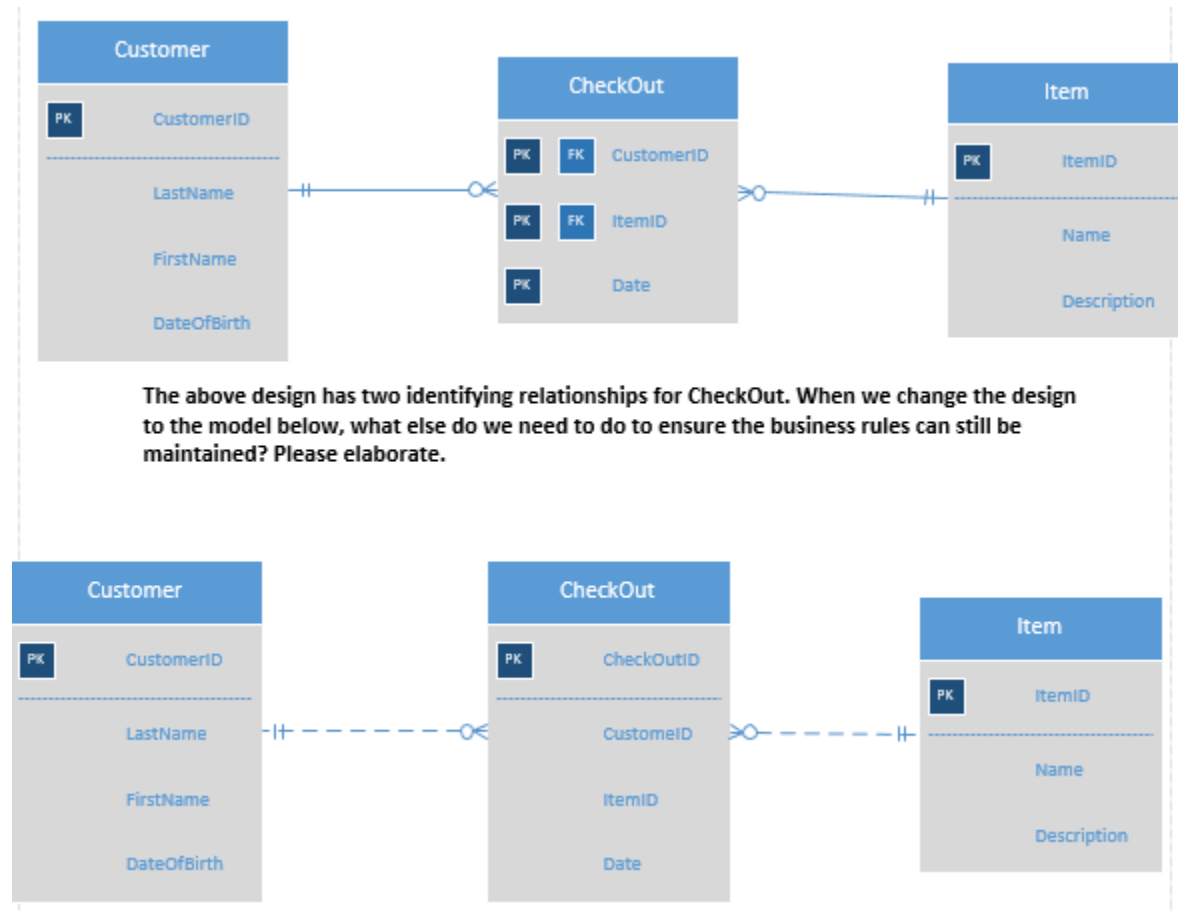 Customer
PK CustomerID
LastName
FirstName
DateOfBirth
CheckOut
PK FK CustomerID
PK FK ItemID
PK Date
Item
PK ItemID
Name
Description
The above design has two identifying relationships for CheckOut. When we change the design
to the model below, what else do we need to do to ensure the business rules can still be
maintained? Please elaborate.
Customer
PK CustomerID
LastName
FirstName
DateOfBirth
CheckOut
PK CheckOutID
CustomeID
ItemID
Date
Item
PK ItemID
Name
Description